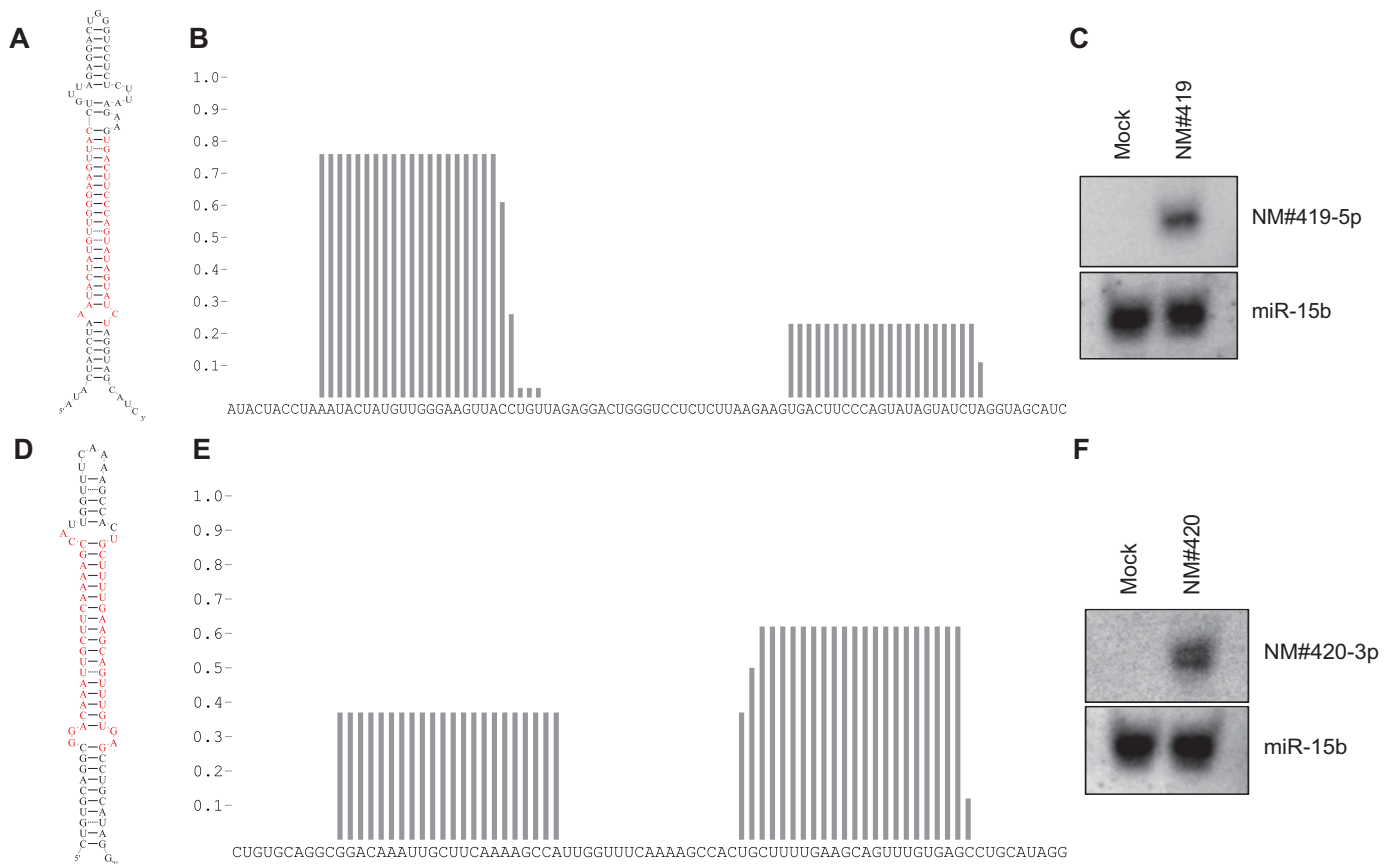 A
5'
3'
B
1.0
0.9
0.8
0.7
0.6
0.5
0.4
0.3
0.2
0.1
AUACUACCUAAAUACUAUGUUGGGAAGUUACCUGUUAGAGGACUGGGUCCUCUCUUAAGAAGUGACUUCCCAGUAUAGUAUCUAGGUAGCAUC
C
Mock
NM#419
NM#419-5p
miR-15b
D
5'
E
1.0
0.9
0.8
0.7
0.6
0.5
0.4
0.3
0.2
0.1
CUGUGCAGGCGGACAAAUUGCUUCAAAAGCCAUUGGUUUCAAAAGCCACUGCUUUUGAAGCAGUUUGUGAGCCUGCAUAGG
F
Mock
NM#420
NM#420-3p
miR-15b